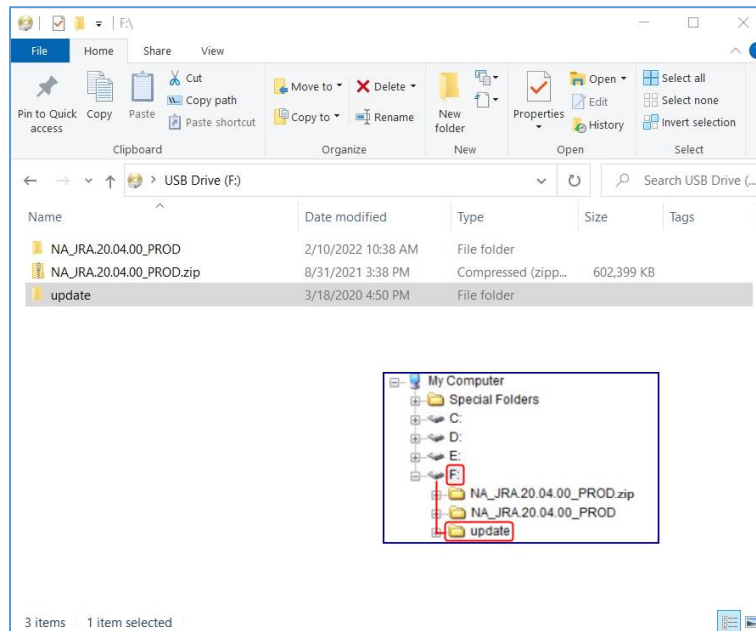 F:\
File Home Share View
Pin to Quick access
Copy
Paste
Cut
Copy path
Paste shortcut
Clipboard
Move to
Copy to
Delete
Rename
Organize
New folder
New
Properties
Open
Edit
History
Open
Select all
Select none
Invert selection
Select
USB Drive (F:)
Search USB Drive (...
Name Date modified Type Size Tags
NA_JRA.20.04.00_PROD 2/10/2022 10:38 AM File folder
NA_JRA.20.04.00_PROD.zip 8/31/2021 3:38 PM Compressed (zipp... 602,399 KB
update 3/18/2020 4:50 PM File folder
My Computer
Special Folders
C:
D:
E:
F:
NA_JRA.20.04.00_PROD.zip
NA_JRA.20.04.00_PROD
update
3 items 1 item selected